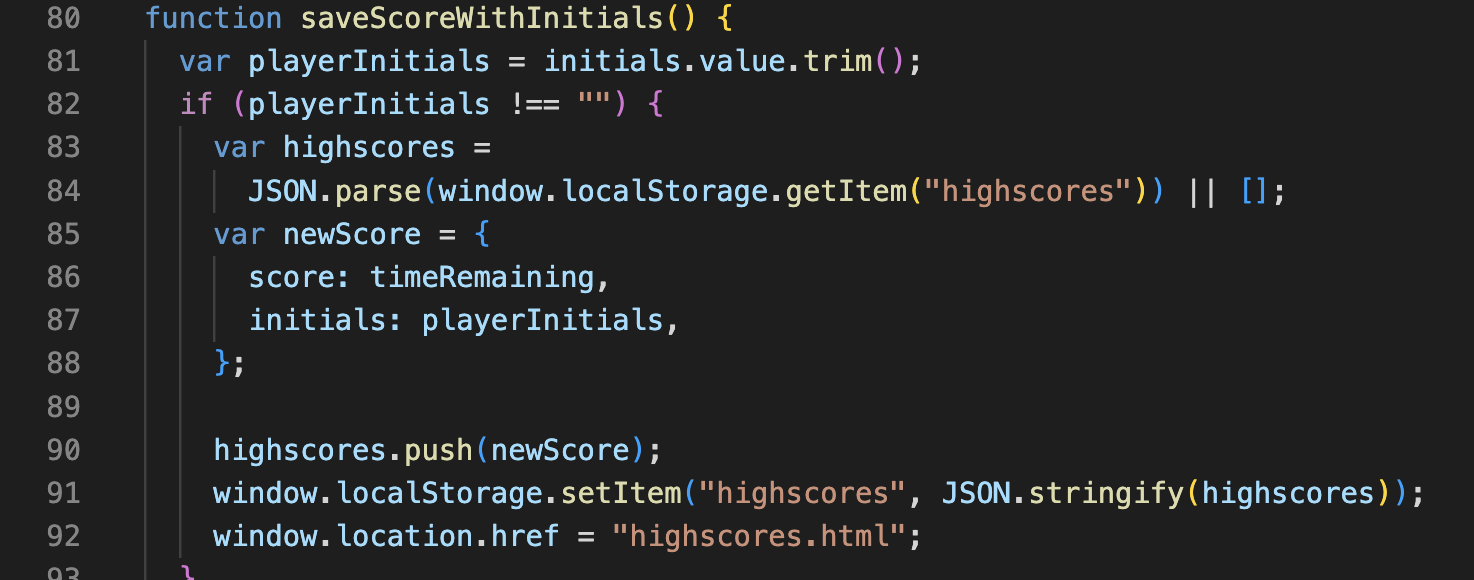 80 function saveScoreWithInitials() {
81 var playerInitials = initials.value.trim();
82 if (playerInitials !== "") {
83 var highscores =
84 JSON.parse(window.localStorage.getItem("highscores")) || [];
85 var newScore = {
86 score: timeRemaining,
87 initials: playerInitials,
88 };
89
90 highscores.push(newScore);
91 window.localStorage.setItem("highscores", JSON.stringify(highscores));
92 window.location.href = "highscores.html";
93 }